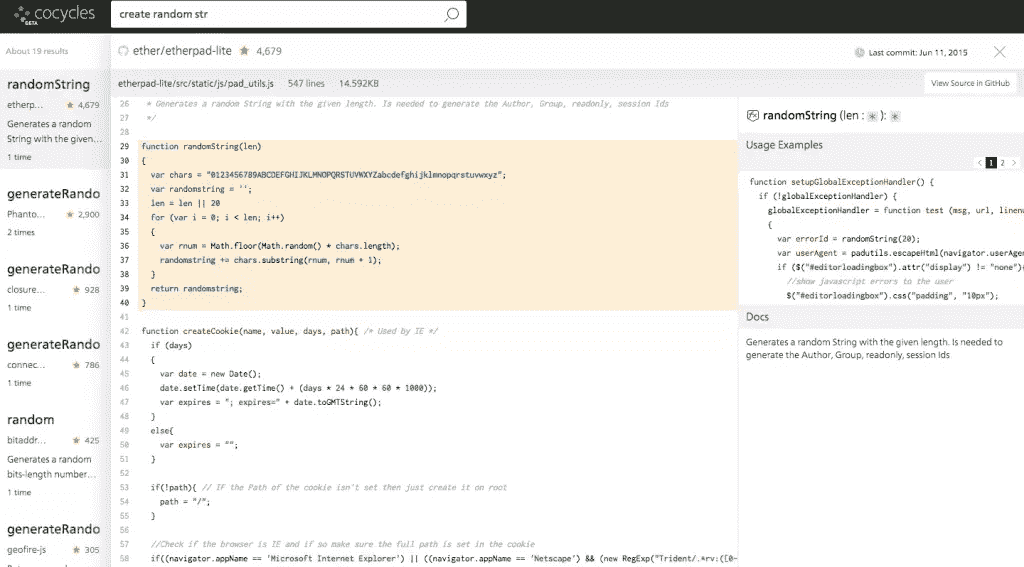 cocycles
BETA
create random str
About 19 results
randomString
etherp... ★ 4,679
Generates a random
String with the given...
1 time
generateRando
Phanto... ★ 2,900
2 times
generateRando
closure... ★ 928
1 time
generateRando
connec... ★ 786
1 time
random
bitaddr... ★ 425
Generates a random
bits-length number...
1 time
generateRando
geofire-js ★ 305
ether/etherpad-lite ★ 4,679
Last commit: Jun 11, 2015
etherpad-lite/src/static/js/pad_utils.js 547 lines 14.592KB
View Source in GitHub
26 * Generates a random String with the given length. Is needed to generate the Author, Group, readonly, session Ids
27 */
28
29 function randomString(len)
30 {
31 var chars = "0123456789ABCDEFGHIJKLMNOPQRSTUVWXYZabcdefghijklmnopqrstuvwxyz";
32 var randomstring = '';
33 len = len || 20
34 for (var i = 0; i < len; i++)
35 {
36 var rnum = Math.floor(Math.random() * chars.length);
37 randomstring += chars.substring(rnum, rnum + 1);
38 }
39 return randomstring;
40 }
41
42 function createCookie(name, value, days, path){ /* Used by IE */
43 if (days)
44 {
45 var date = new Date();
46 date.setTime(date.getTime() + (days * 24 * 60 * 60 * 1000));
47 var expires = "; expires=" + date.toGMTString();
48 }
49 else{
50 var expires = "";
51 }
52
53 if(!path){ // IF the Path of the cookie isn't set then just create it on root
54 path = "/";
55 }
56
57 //Check if the browser is IE and if so make sure the full path is set in the cookie
58 if((navigator.appName == 'Microsoft Internet Explorer') || ((navigator.appName == 'Netscape') && (new RegExp("Trident/.*rv:([0-
randomString (len : * ): *
Usage Examples
< 1 2 >
function setupGlobalExceptionHandler() {
if (!globalExceptionHandler) {
globalExceptionHandler = function test (msg, url, linenu
{
var errorId = randomString(20);
var userAgent = padutils.escapeHtml(navigator.userAgen
if ($("#editorloadingbox").attr("display") != "none"){
//show javascript errors to the user
$("#editorloadingbox").css("padding", "10px");
Docs
Generates a random String with the given length. Is needed to
generate the Author, Group, readonly, session Ids